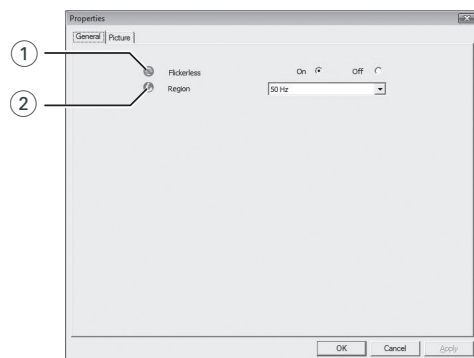 Properties
General Picture
1 Flickerless On Off
2 Region 50 Hz
OK Cancel Apply